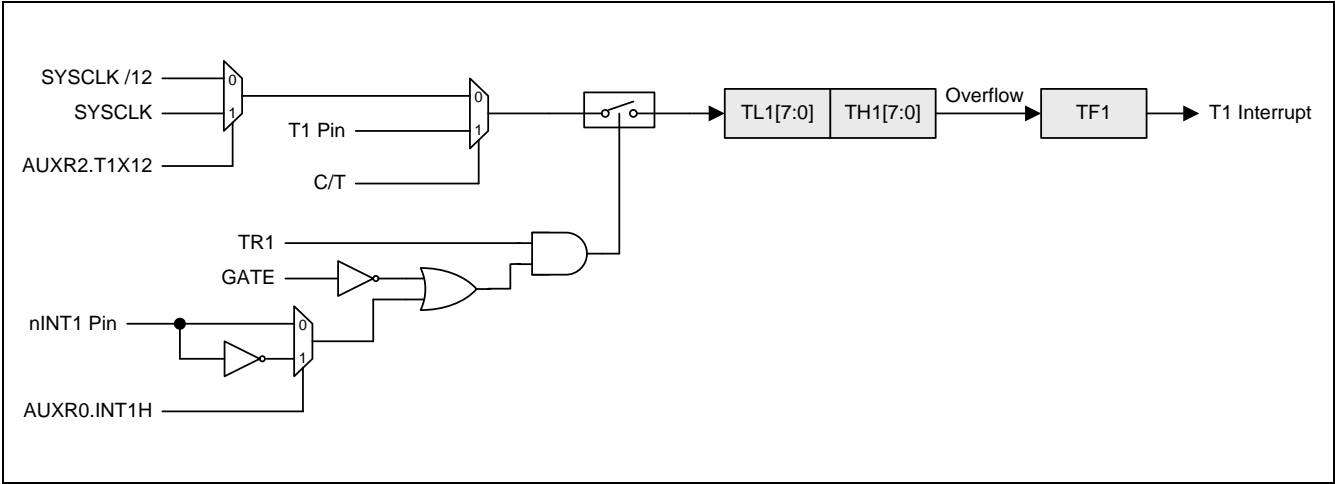 SYSCLK /12
0
SYSCLK
1
AUXR2.T1X12
T1 Pin
0
1
C/T
TL1[7:0]
TH1[7:0]
Overflow
TF1
T1 Interrupt
TR1
GATE
nINT1 Pin
0
1
AUXR0.INT1H